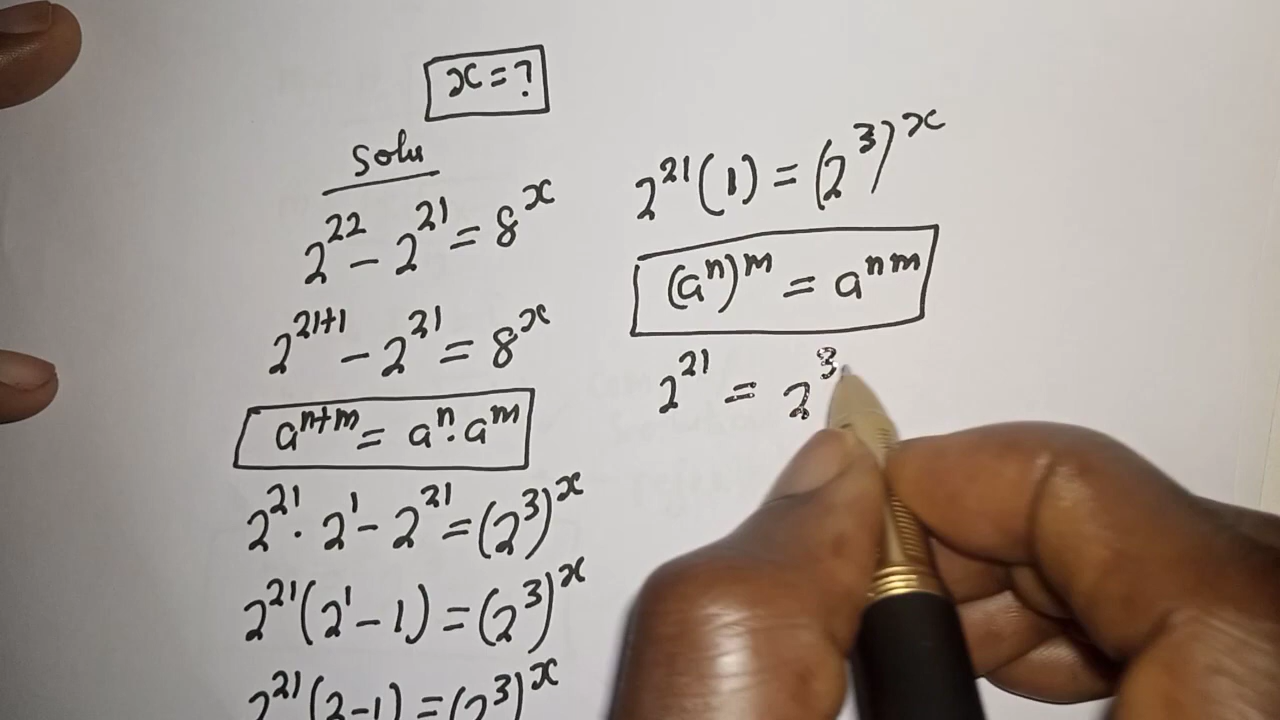 x = ?
Solu
2^22 - 2^21 = 8^x
2^21+1 - 2^21 = 8^x
a^n+m = a^n . a^m
2^21 . 2^1 - 2^21 = (2^3)^x
2^21 (2^1 - 1) = (2^3)^x
2^21 (2-1) = (2^3)^x
2^21 (1) = (2^3)^x
(a^n)^m = a^nm
2^21 = 2^3